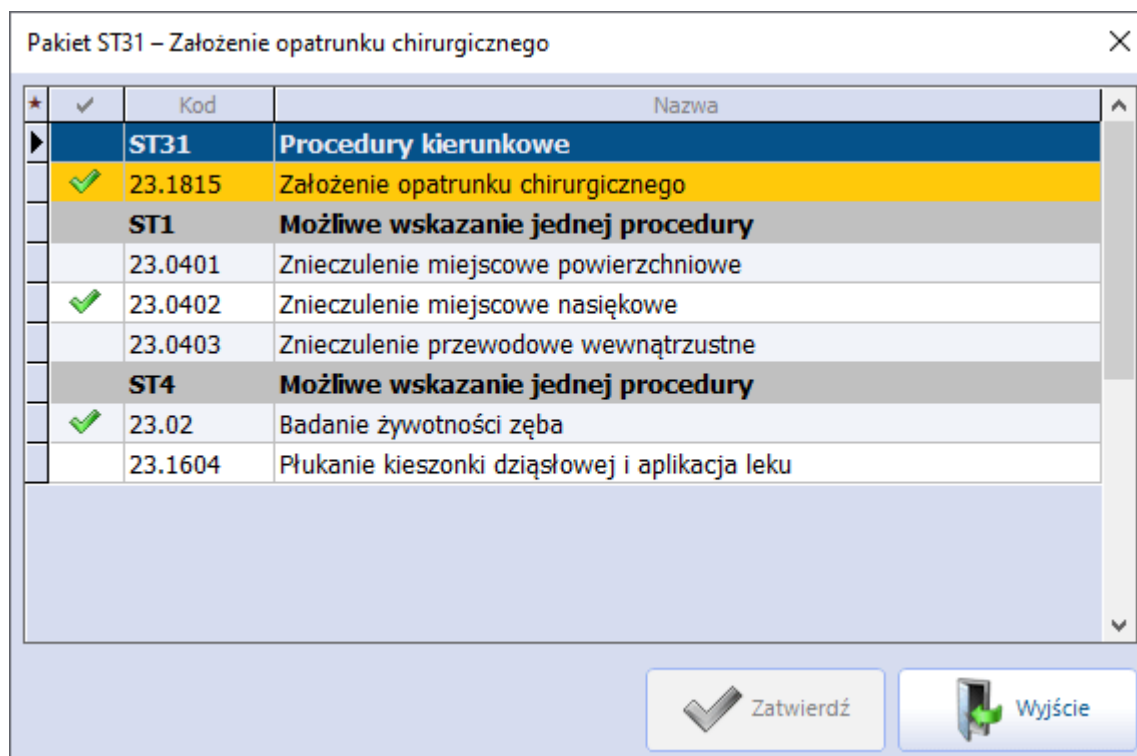 Pakiet ST31 – Założenie opatrunku chirurgicznego
Kod Nazwa
ST31 Procedury kierunkowe
23.1815 Założenie opatrunku chirurgicznego
ST1 Możliwe wskazanie jednej procedury
23.0401 Znieczulenie miejscowe powierzchniowe
23.0402 Znieczulenie miejscowe nasiękowe
23.0403 Znieczulenie przewodowe wewnątrzustne
ST4 Możliwe wskazanie jednej procedury
23.02 Badanie żywotności zęba
23.1604 Płukanie kieszonki dziąsłowej i aplikacja leku
Zatwierdź Wyjście